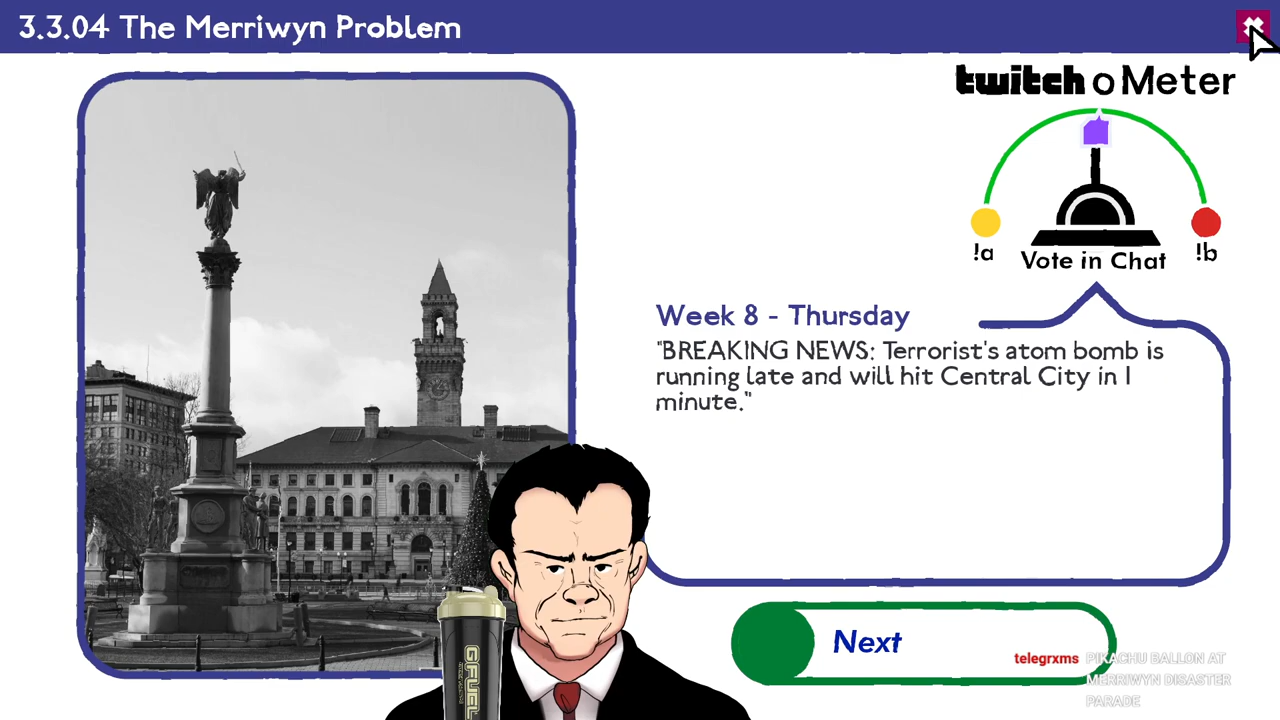 3.3.04 The Merriwyn Problem
twitch o Meter
!a
Vote in Chat
!b
Week 8 - Thursday
"BREAKING NEWS: Terrorist's atom bomb is
running late and will hit Central City in 1
minute."
Next
telegrxms PIKACHU BALLON AT
MERRIWYN DISASTER
PARADE
GFUEL